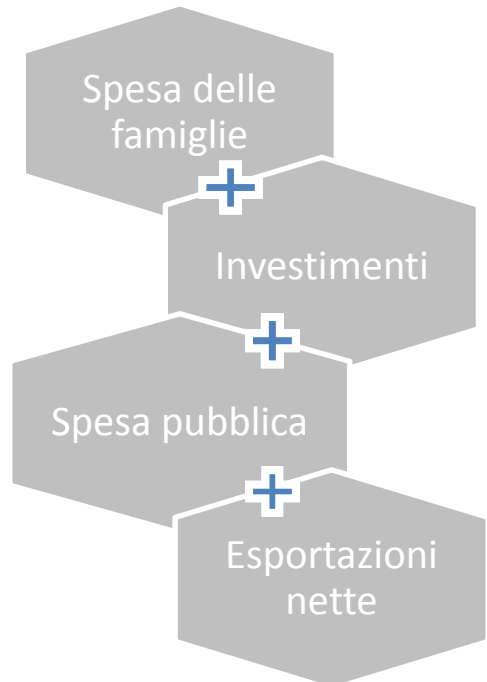 Spesa delle
famiglie
+
Investimenti
+
Spesa pubblica
+
Esportazioni
nette